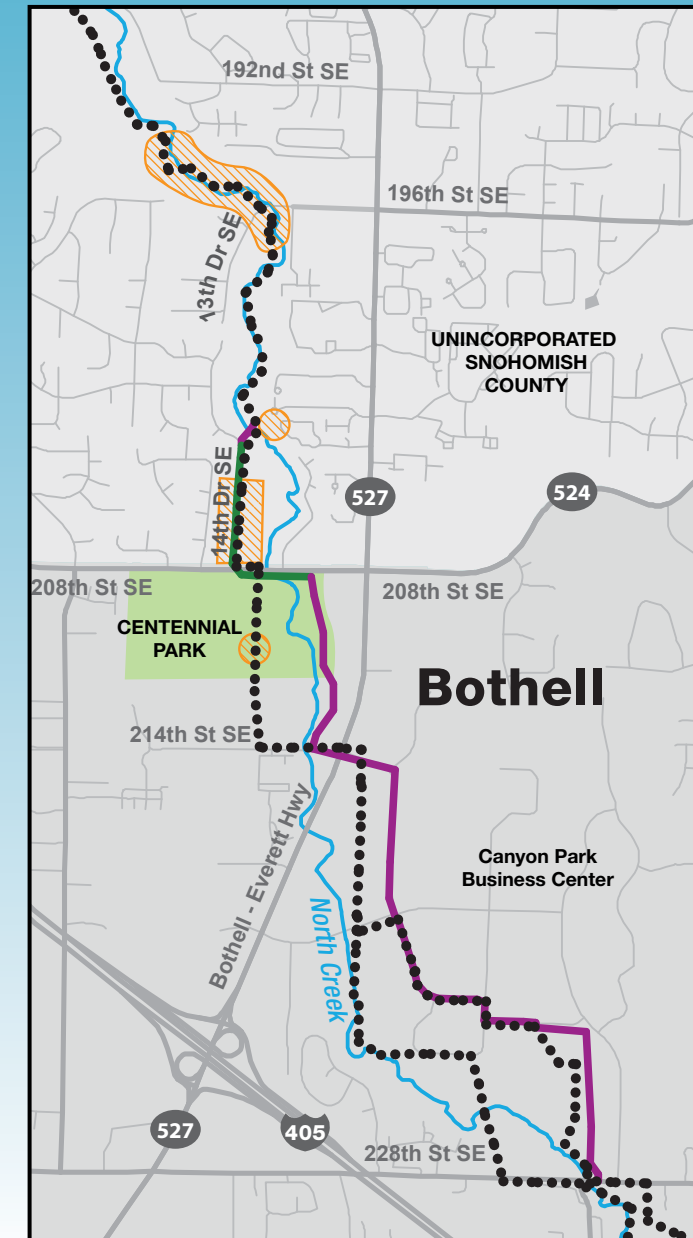 192nd St SE
196th St SE
13th Dr SE
UNINCORPORATED
SNOHOMISH
COUNTY
14th Dr SE
527
524
208th St SE
208th St SE
CENTENNIAL
PARK
Bothell
214th St SE
Bothell - Everett Hwy
Canyon Park
Business Center
North Creek
527
405
228th St SE